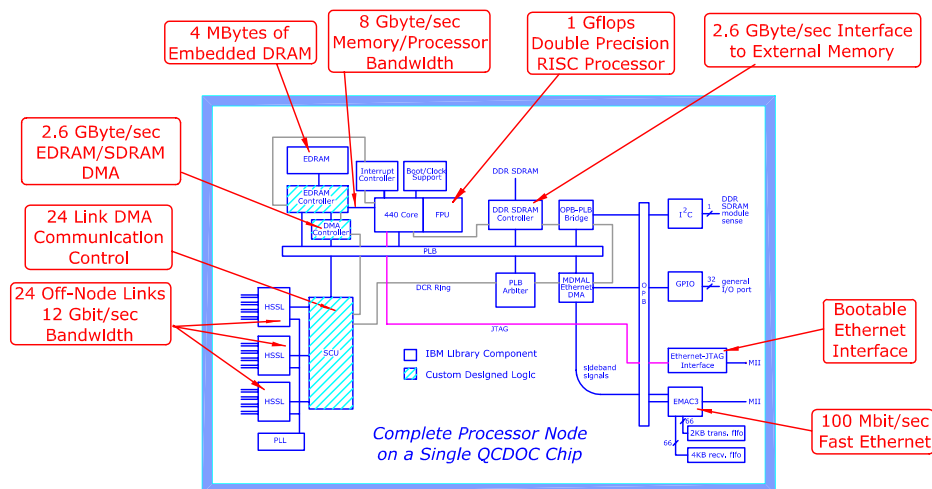 4 MBytes of
Embedded DRAM
8 Gbyte/sec
Memory/Processor
Bandwidth
1 Gflops
Double Precision
RISC Processor
2.6 GByte/sec Interface
to External Memory
2.6 GByte/sec
EDRAM/SDRAM
DMA
24 Link DMA
Communication
Control
24 Off-Node Links
12 Gbit/sec
Bandwidth
EDRAM
Interrupt
Controller
Boot/Clock
Support
DDR SDRAM
EDRAM
Controller
440 Core
FPU
DDR SDRAM
Controller
OPB-PLB
Bridge
I²C
1
DDR
SDRAM
module
sense
DMA
Controller
PLB
OPB
DCR Ring
PLB
Arbiter
MDMAL
Ethernet
DMA
GPIO
32
general
I/O port
HSSL
HSSL
HSSL
SCU
PLL
JTAG
IBM Library Component
Custom Designed Logic
sideband
signals
Ethernet-JTAG
Interface
MII
Bootable
Ethernet
Interface
EMAC3
MII
100 Mbit/sec
Fast Ethernet
66
2KB trans. fifo
66
4KB recv. fifo
Complete Processor Node
on a Single QCDOC Chip